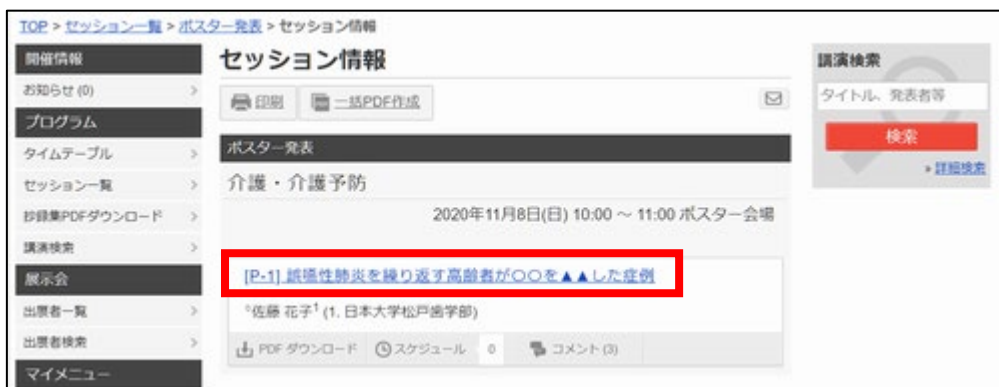 TOP > セッション一覧 > ポスター発表 > セッション情報
開催情報
お知らせ (0)
プログラム
タイムテーブル
セッション一覧
抄録集PDFダウンロード
講演検索
展示会
出展者一覧
出展者検索
マイメニュー
セッション情報
印刷
一括PDF作成
ポスター発表
介護・介護予防
2020年11月8日(日) 10:00 ～ 11:00 ポスター会場
[P-1] 誤嚥性肺炎を繰り返す高齢者が〇〇を▲▲した症例
°佐藤 花子¹ (1. 日本大学松戸歯学部)
PDF ダウンロード スケジュール 0 コメント (3)
講演検索
タイトル、発表者等
検索
» 詳細検索